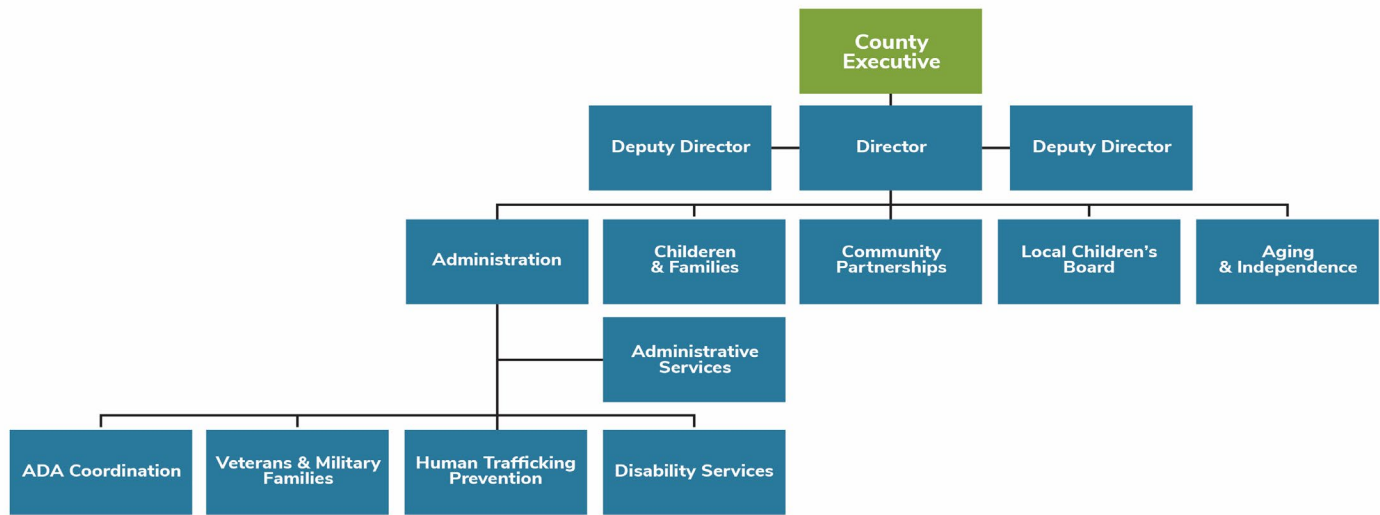 County
Executive
Deputy Director
Director
Deputy Director
Administration
Childeren
& Families
Community
Partnerships
Local Children's
Board
Aging
& Independence
Administrative
Services
ADA Coordination
Veterans & Military
Families
Human Trafficking
Prevention
Disability Services